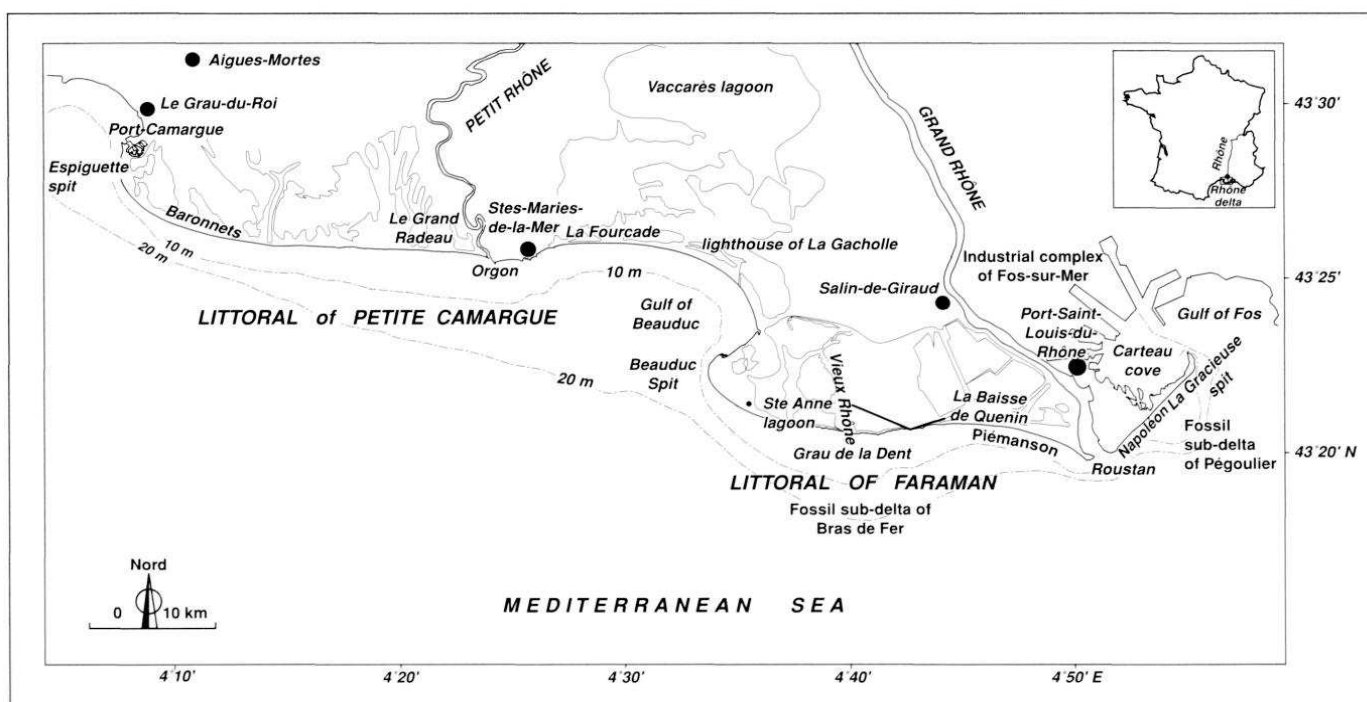 Aigues-Mortes
Le Grau-du-Roi
Port-Camargue
Espiguette
spit
Baronnets
20 m
10 m
PETIT RHÔNE
Le Grand
Radeau
Stes-Maries-
de-la-Mer
La Fourcade
Orgon
Vaccarès lagoon
GRAND RHÔNE
lighthouse of La Gacholle
Industrial complex
of Fos-sur-Mer
Salin-de-Giraud
Port-Saint-
Louis-du-
Rhône
Gulf of Fos
Carteau
cove
10 m
Gulf of
Beauduc
LITTORAL of PETITE CAMARGUE
Beauduc
Spit
20 m
Ste Anne
lagoon
Vieux Rhône
La Baisse
de Quenin
Piémanson
Napoleon La Gracieuse
spit
Grau de la Dent
Roustan
Fossil
sub-delta
of Pégoulier
LITTORAL OF FARAMAN
Fossil sub-delta of
Bras de Fer
Nord
0 10 km
MEDITERRANEAN SEA
Rhône
Rhône
delta
43°30'
43°25'
43°20' N
4°10'
4°20'
4°30'
4°40'
4°50' E